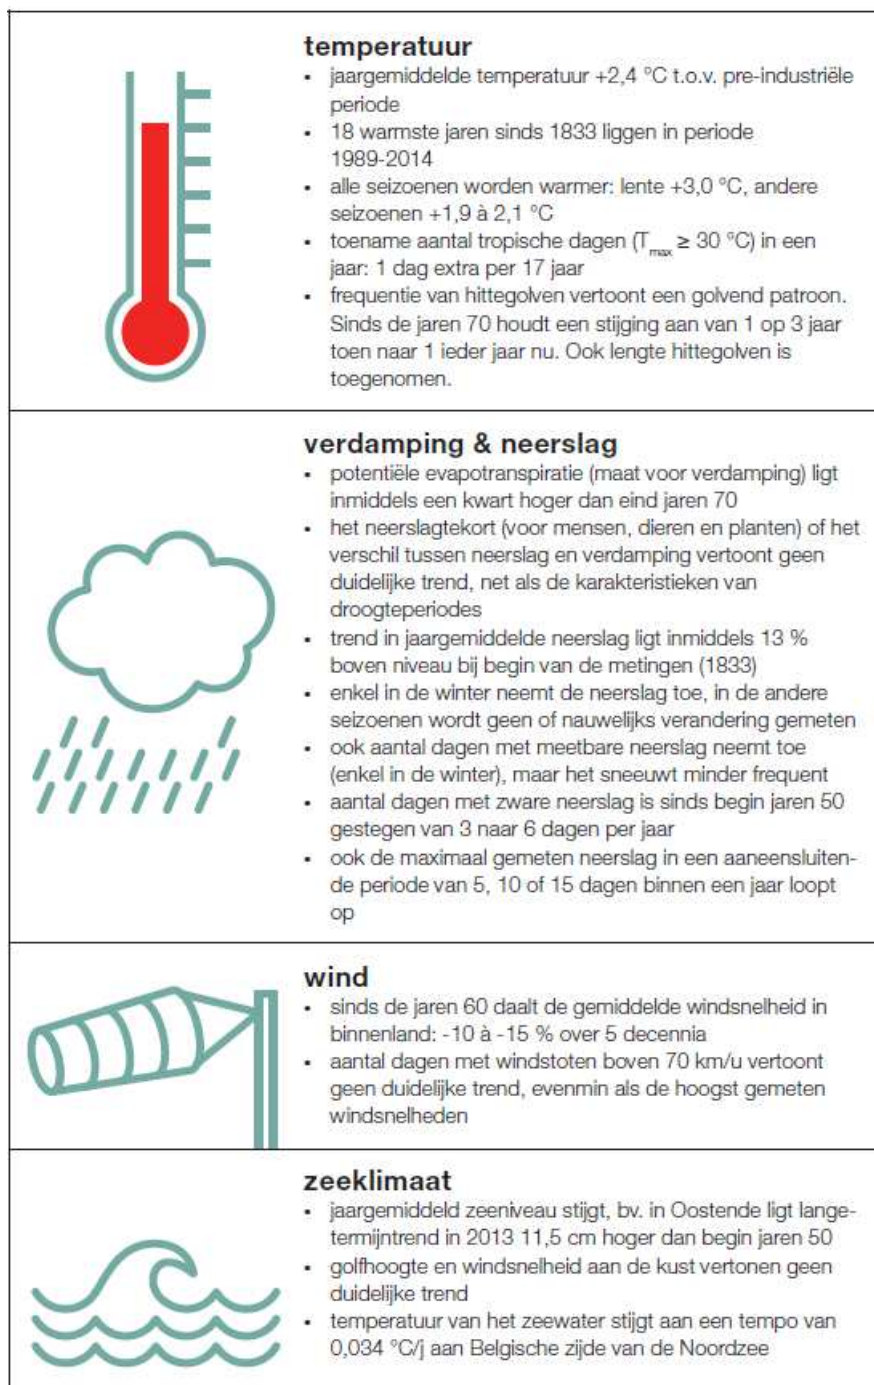 temperatuur
• jaargemiddelde temperatuur +2,4 °C t.o.v. pre-industriële
periode
• 18 warmste jaren sinds 1833 liggen in periode
1989-2014
• alle seizoenen worden warmer: lente +3,0 °C, andere
seizoenen +1,9 à 2,1 °C
• toename aantal tropische dagen (Tmax ≥ 30 °C) in een
jaar: 1 dag extra per 17 jaar
• frequentie van hittegolven vertoont een golvend patroon.
Sinds de jaren 70 houdt een stijging aan van 1 op 3 jaar
toen naar 1 ieder jaar nu. Ook lengte hittegolven is
toegenomen.
verdamping & neerslag
• potentiële evapotranspiratie (maat voor verdamping) ligt
inmiddels een kwart hoger dan eind jaren 70
• het neerslagtekort (voor mensen, dieren en planten) of het
verschil tussen neerslag en verdamping vertoont geen
duidelijke trend, net als de karakteristieken van
droogteperiodes
• trend in jaargemiddelde neerslag ligt inmiddels 13 %
boven niveau bij begin van de metingen (1833)
• enkel in de winter neemt de neerslag toe, in de andere
seizoenen wordt geen of nauwelijks verandering gemeten
• ook aantal dagen met meetbare neerslag neemt toe
(enkel in de winter), maar het sneeuwt minder frequent
• aantal dagen met zware neerslag is sinds begin jaren 50
gestegen van 3 naar 6 dagen per jaar
• ook de maximaal gemeten neerslag in een aaneensluiten-
de periode van 5, 10 of 15 dagen binnen een jaar loopt
op
wind
• sinds de jaren 60 daalt de gemiddelde windsnelheid in
binnenland: -10 à -15 % over 5 decennia
• aantal dagen met windstoten boven 70 km/u vertoont
geen duidelijke trend, evenmin als de hoogst gemeten
windsnelheden
zeeklimaat
• jaargemiddeld zeeniveau stijgt, bv. in Oostende ligt lange-
termijntrend in 2013 11,5 cm hoger dan begin jaren 50
• golfhoogte en windsnelheid aan de kust vertonen geen
duidelijke trend
• temperatuur van het zeewater stijgt aan een tempo van
0,034 °C/j aan Belgische zijde van de Noordzee